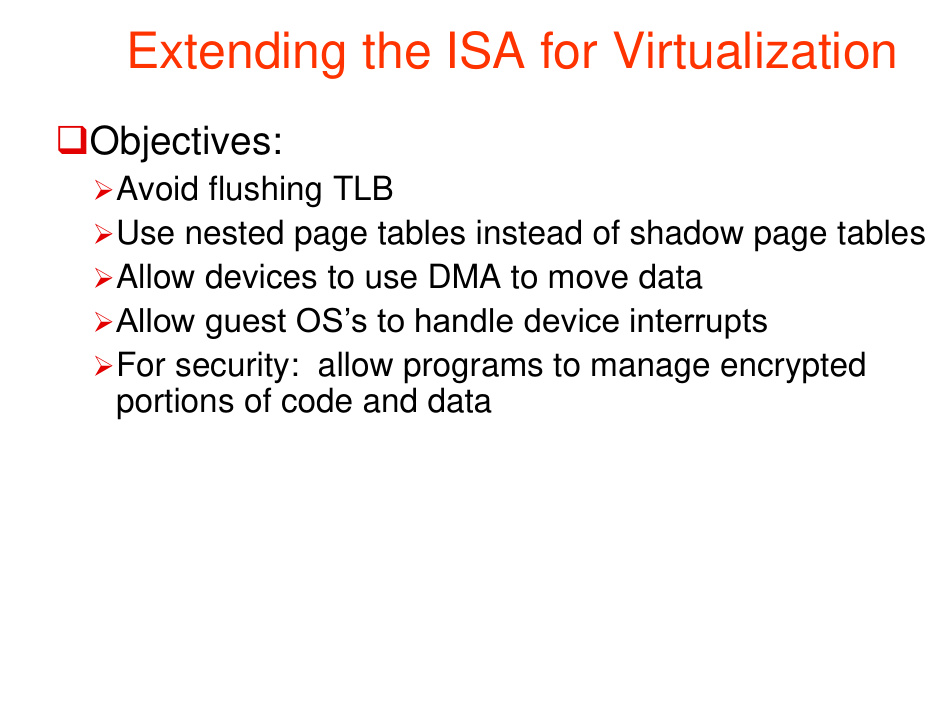 Extending the ISA for Virtualization
Objectives:
Avoid flushing TLB
Use nested page tables instead of shadow page tables
Allow devices to use DMA to move data
Allow guest OS’s to handle device interrupts
For security:  allow programs to manage encrypted
portions of code and data